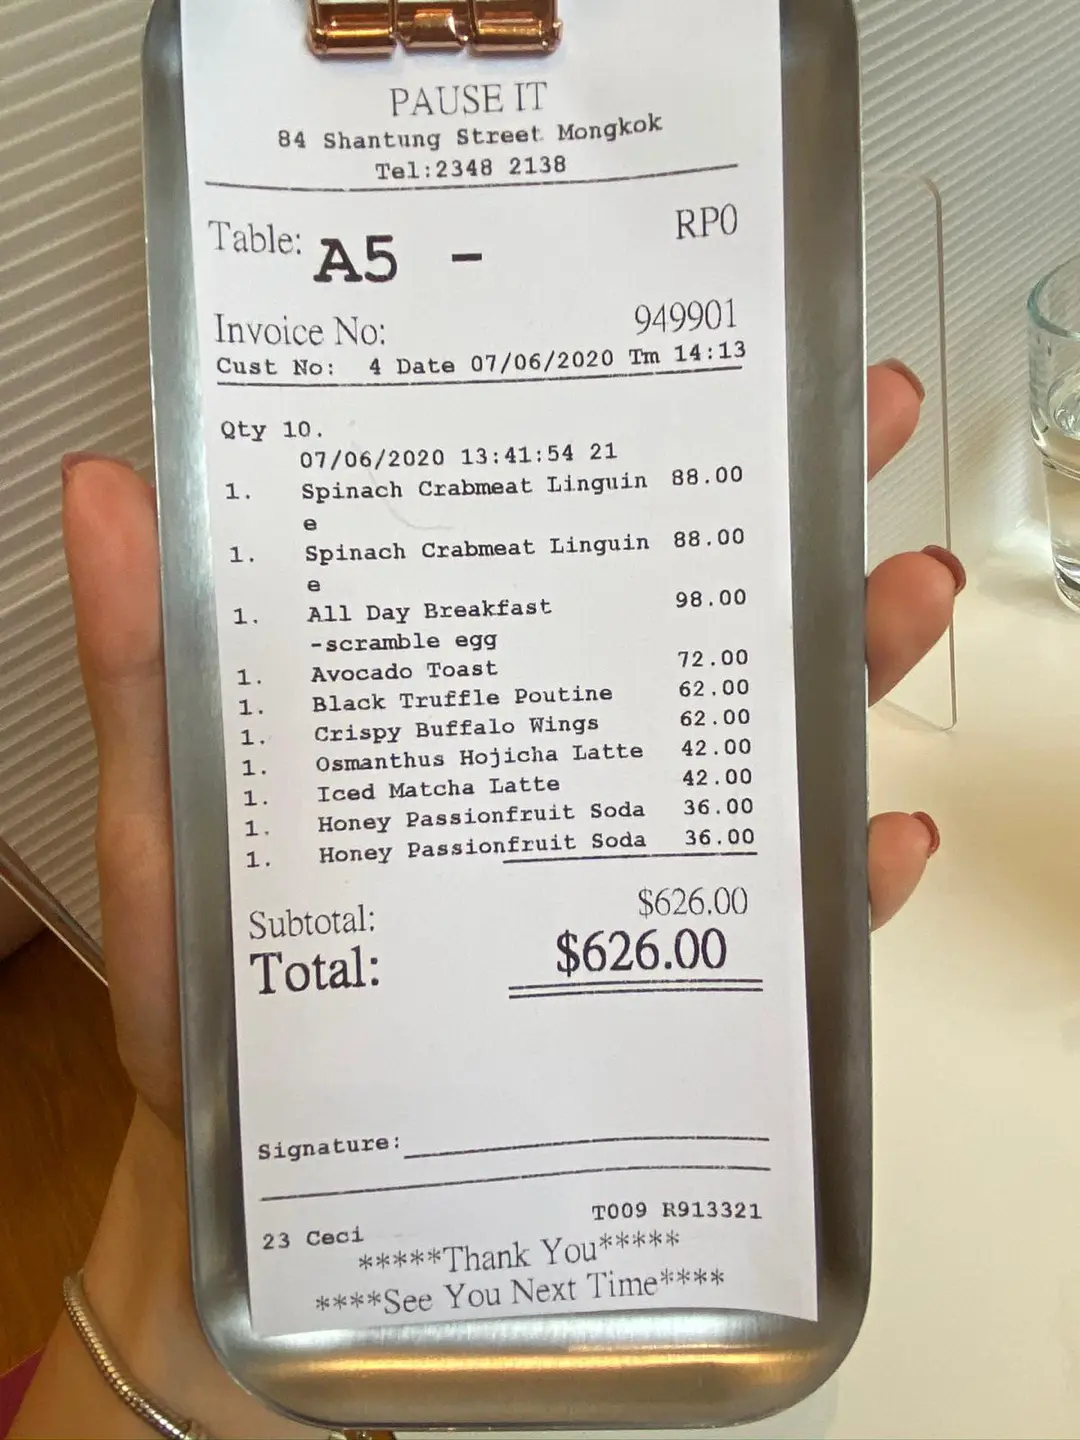 PAUSE IT
84 Shantung Street Mongkok
Tel:2348 2138
Table: A5 - RP0
Invoice No: 949901
Cust No: 4 Date 07/06/2020 Tm 14:13
Qty 10.
07/06/2020 13:41:54 21
1. Spinach Crabmeat Linguin 88.00
e
1. Spinach Crabmeat Linguin 88.00
e
1. All Day Breakfast 98.00
-scramble egg
1. Avocado Toast 72.00
1. Black Truffle Poutine 62.00
1. Crispy Buffalo Wings 62.00
1. Osmanthus Hojicha Latte 42.00
1. Iced Matcha Latte 42.00
1. Honey Passionfruit Soda 36.00
1. Honey Passionfruit Soda 36.00
Subtotal: $626.00
Total: $626.00
Signature:
T009 R913321
23 Ceci
*****Thank You*****
****See You Next Time****